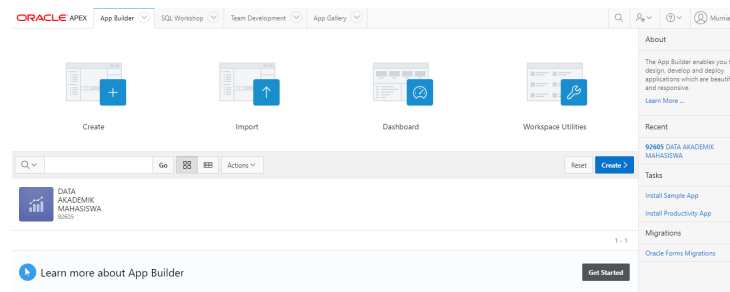 ORACLE APEX App Builder SQL Workshop Team Development App Gallery
About
The App Builder enables you
design, develop and deploy
applications which are
and responsive.
Learn More ...
Create Import Dashboard Workspace Utilities
Recent
92605 DATA AKADEMIK
MAHASISWA
Go Actions Reset Create >
Tasks
Install Sample App
Install Productivity App
DATA
AKADEMIK
MAHASISWA
92605
Migrations
1 - 1
Oracle Forms Migrations
Learn more about App Builder Get Started